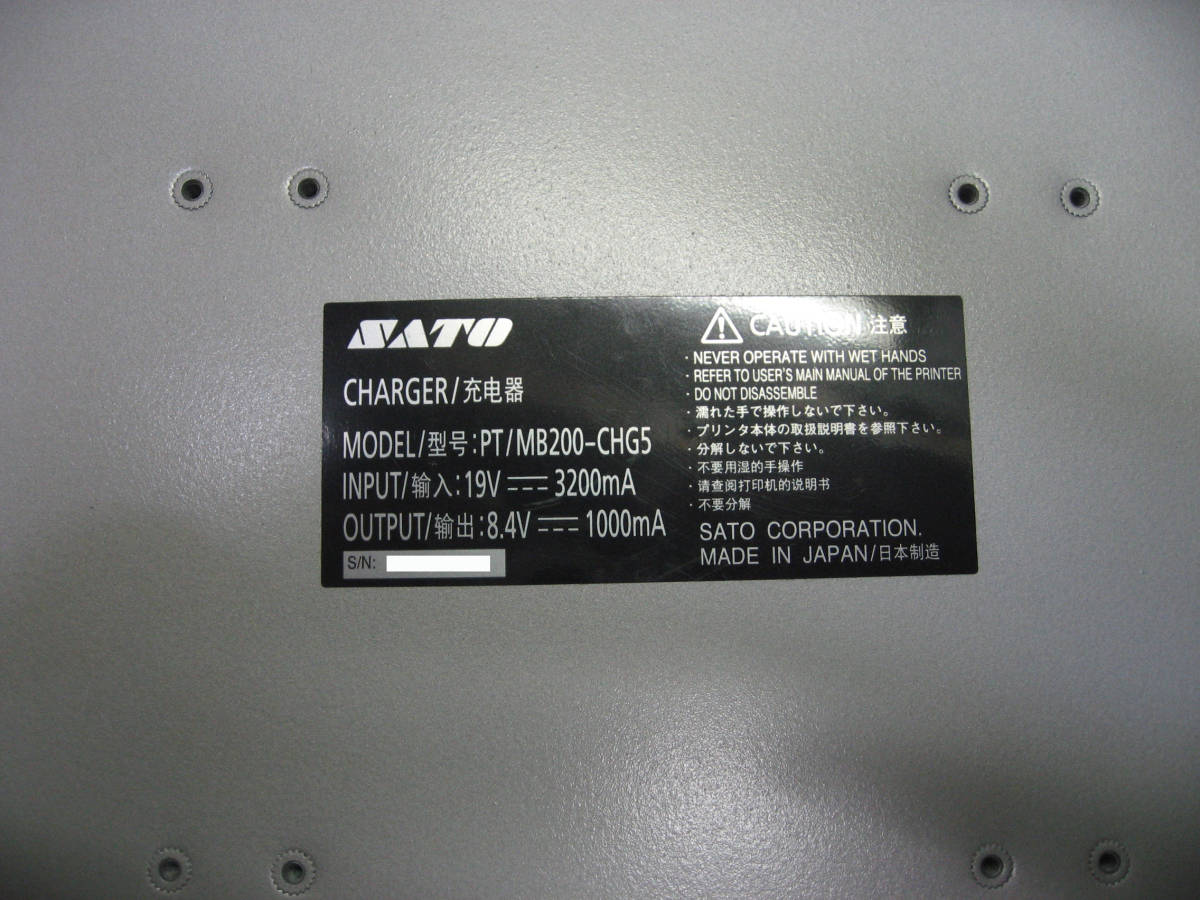 SATO
CHARGER/充电器
MODEL/型号:PT/MB200-CHG5
INPUT/输入:19V ⎓ 3200mA
OUTPUT/输出:8.4V ⎓ 1000mA
S/N:
CAUTION 注意
· NEVER OPERATE WITH WET HANDS
· REFER TO USER'S MAIN MANUAL OF THE PRINTER
· DO NOT DISASSEMBLE
· 濡れた手で操作しないで下さい。
· プリンタ本体の取扱説明書を参照下さい。
· 分解しないで下さい。
· 不要用湿的手操作
· 请查阅打印机的说明书
· 不要分解
SATO CORPORATION.
MADE IN JAPAN/日本制造